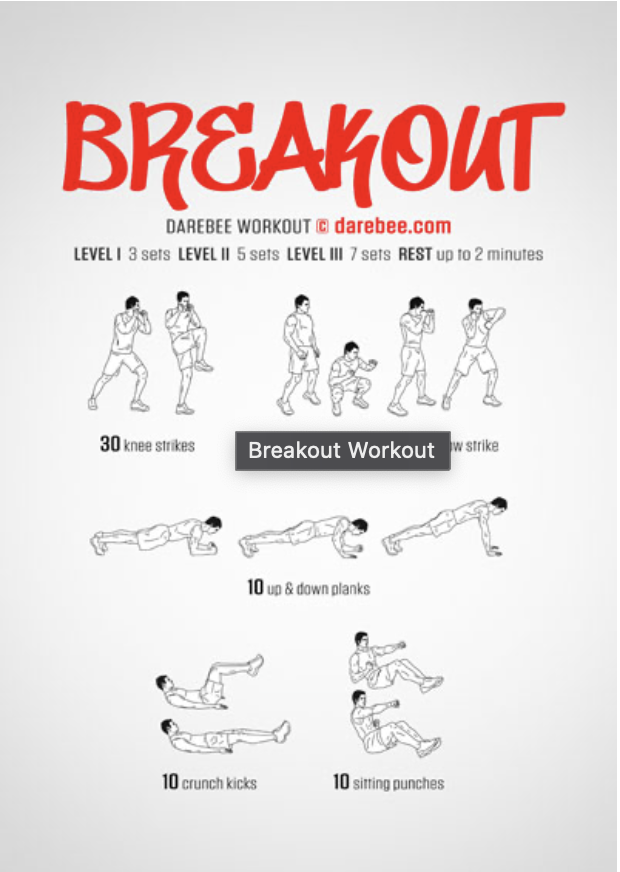 BREAKOUT
DAREBEE WORKOUT © darebee.com
LEVEL I 3 sets LEVEL II 5 sets LEVEL III 7 sets REST up to 2 minutes
30 knee strikes
Breakout Workout
strike
10 up & down planks
10 crunch kicks
10 sitting punches